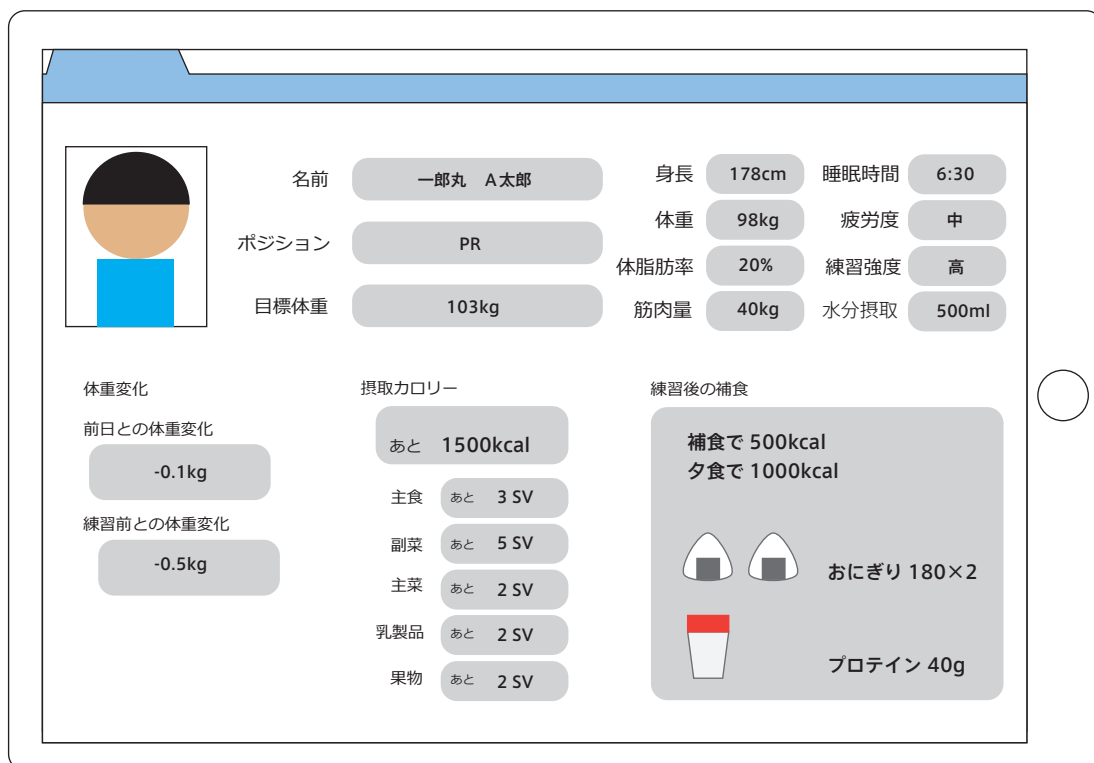 名前 一郎丸 A太郎
ポジション PR
目標体重 103kg
身長 178cm 睡眠時間 6:30
体重 98kg 疲労度 中
体脂肪率 20% 練習強度 高
筋肉量 40kg 水分摂取 500ml
体重変化
前日との体重変化
-0.1kg
練習前との体重変化
-0.5kg
摂取カロリー
あと 1500kcal
主食 あと 3 SV
副菜 あと 5 SV
主菜 あと 2 SV
乳製品 あと 2 SV
果物 あと 2 SV
練習後の補食
補食で 500kcal
夕食で 1000kcal
おにぎり 180×2
プロテイン 40g